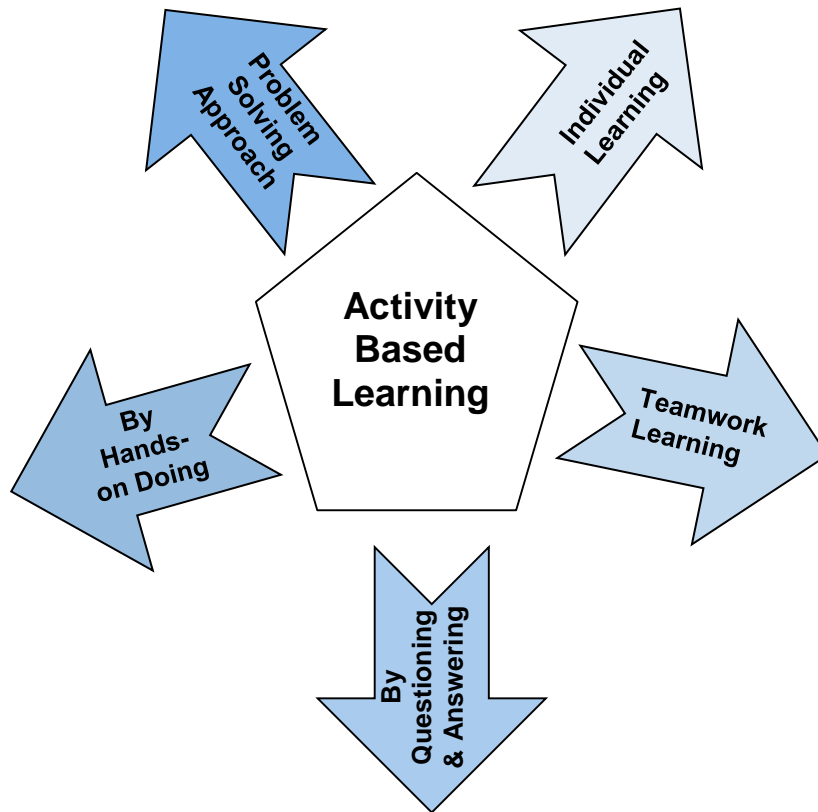 Problem
Solving
Approach
Individual
Learning
Activity
Based
Learning
Teamwork
Learning
By
Hands-
on Doing
By
Questioning
& Answering